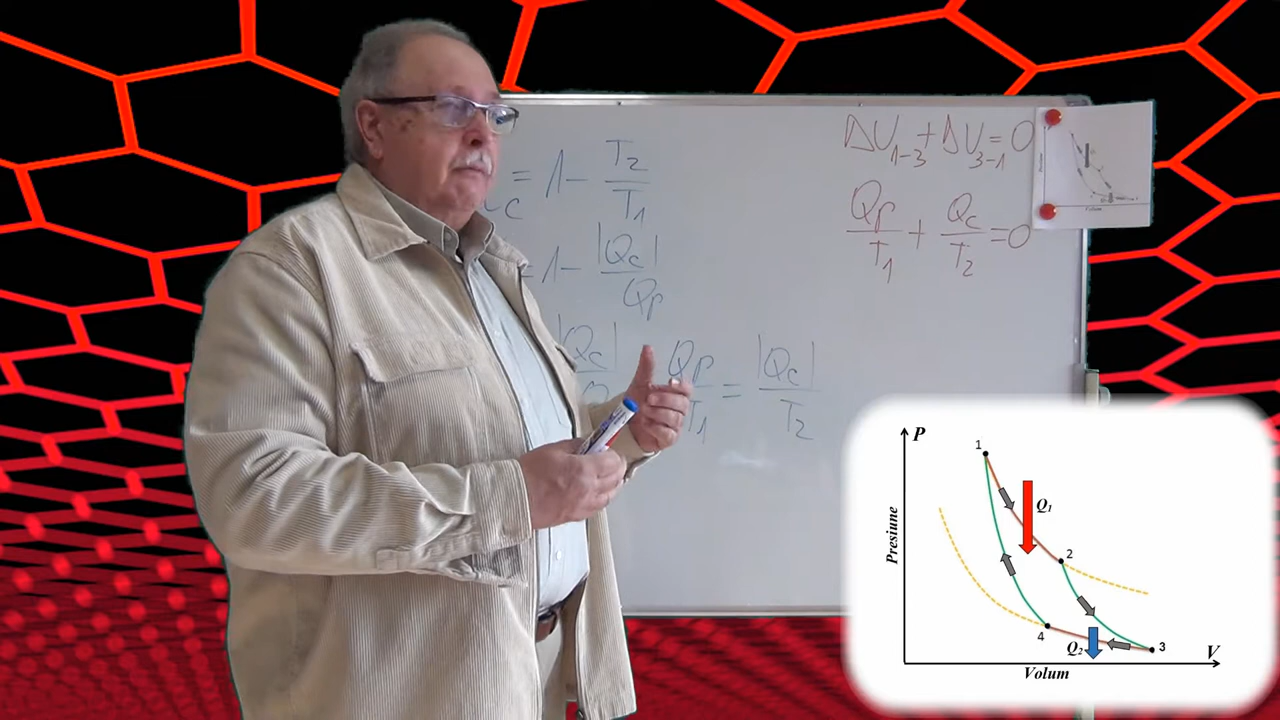 c = 1 - T2/T1
= 1 - |Qc|/Qp
|Qc| Qp/T1 = |Qc|/T2
ΔU1-3 + ΔU3-1 = 0
Qp/T1 + Qc/T2 = 0
P
1
Q1
Presiune
2
4
Q2
3
V
Volum